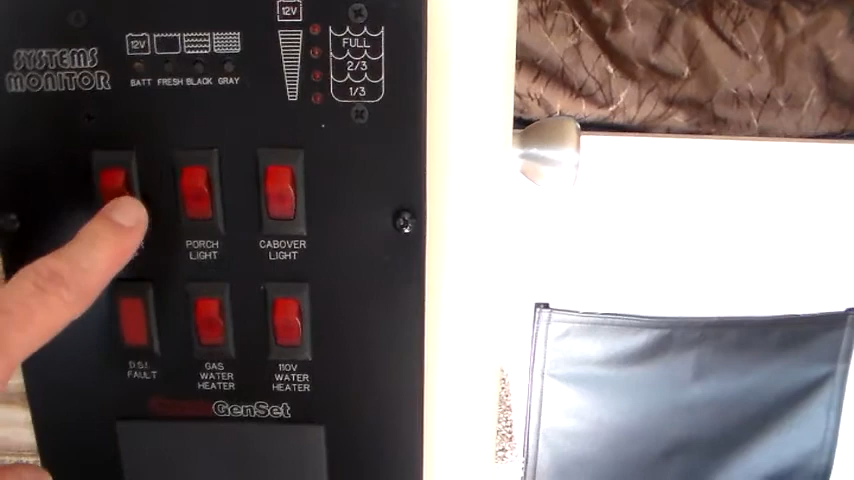 12V
SYSTEMS
MONITOR
12V
BATT FRESH BLACK GRAY
FULL
2/3
1/3
PORCH
LIGHT
CABOVER
LIGHT
D.S.I.
FAULT
GAS
WATER
HEATER
110V
WATER
HEATER
GenSet